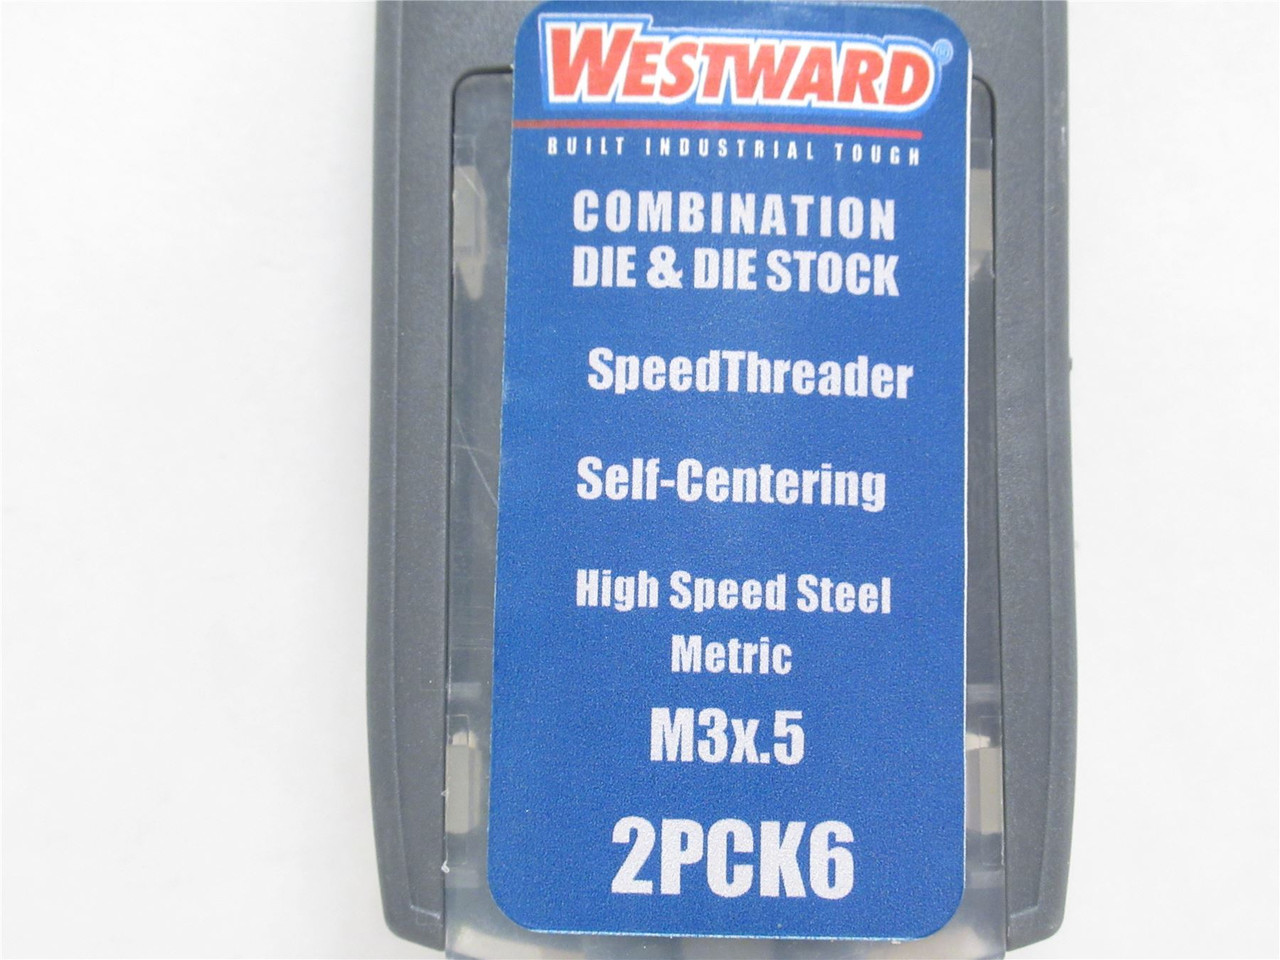 WESTWARD
BUILT INDUSTRIAL TOUGH
COMBINATION
DIE & DIE STOCK
SpeedThreader
Self-Centering
High Speed Steel
Metric
M3x.5
2PCK6